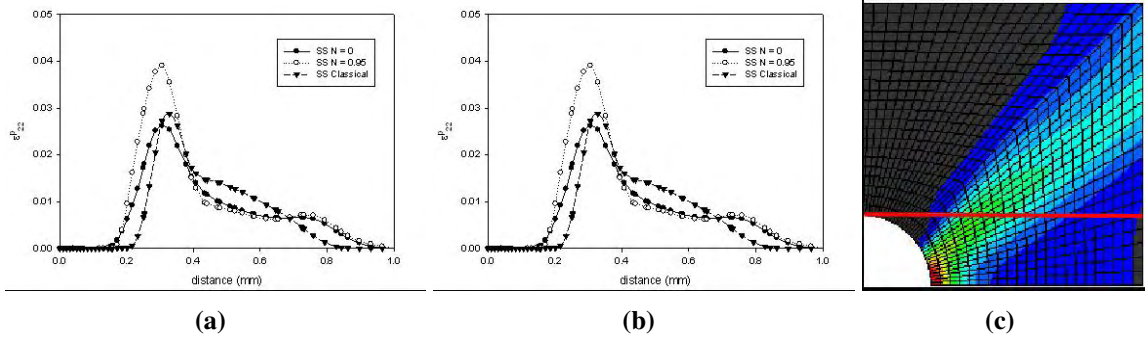 0.05
0.04
0.03
0.02
0.01
0.00
εᵖ₂₂
SS N = 0
SS N = 0.95
SS Classical
0.0 0.2 0.4 0.6 0.8 1.0
distance (mm)
(a)
0.05
0.04
0.03
0.02
0.01
0.00
εᵖ₂₂
SS N = 0
SS N = 0.95
SS Classical
0.0 0.2 0.4 0.6 0.8 1.0
distance (mm)
(b)
(c)